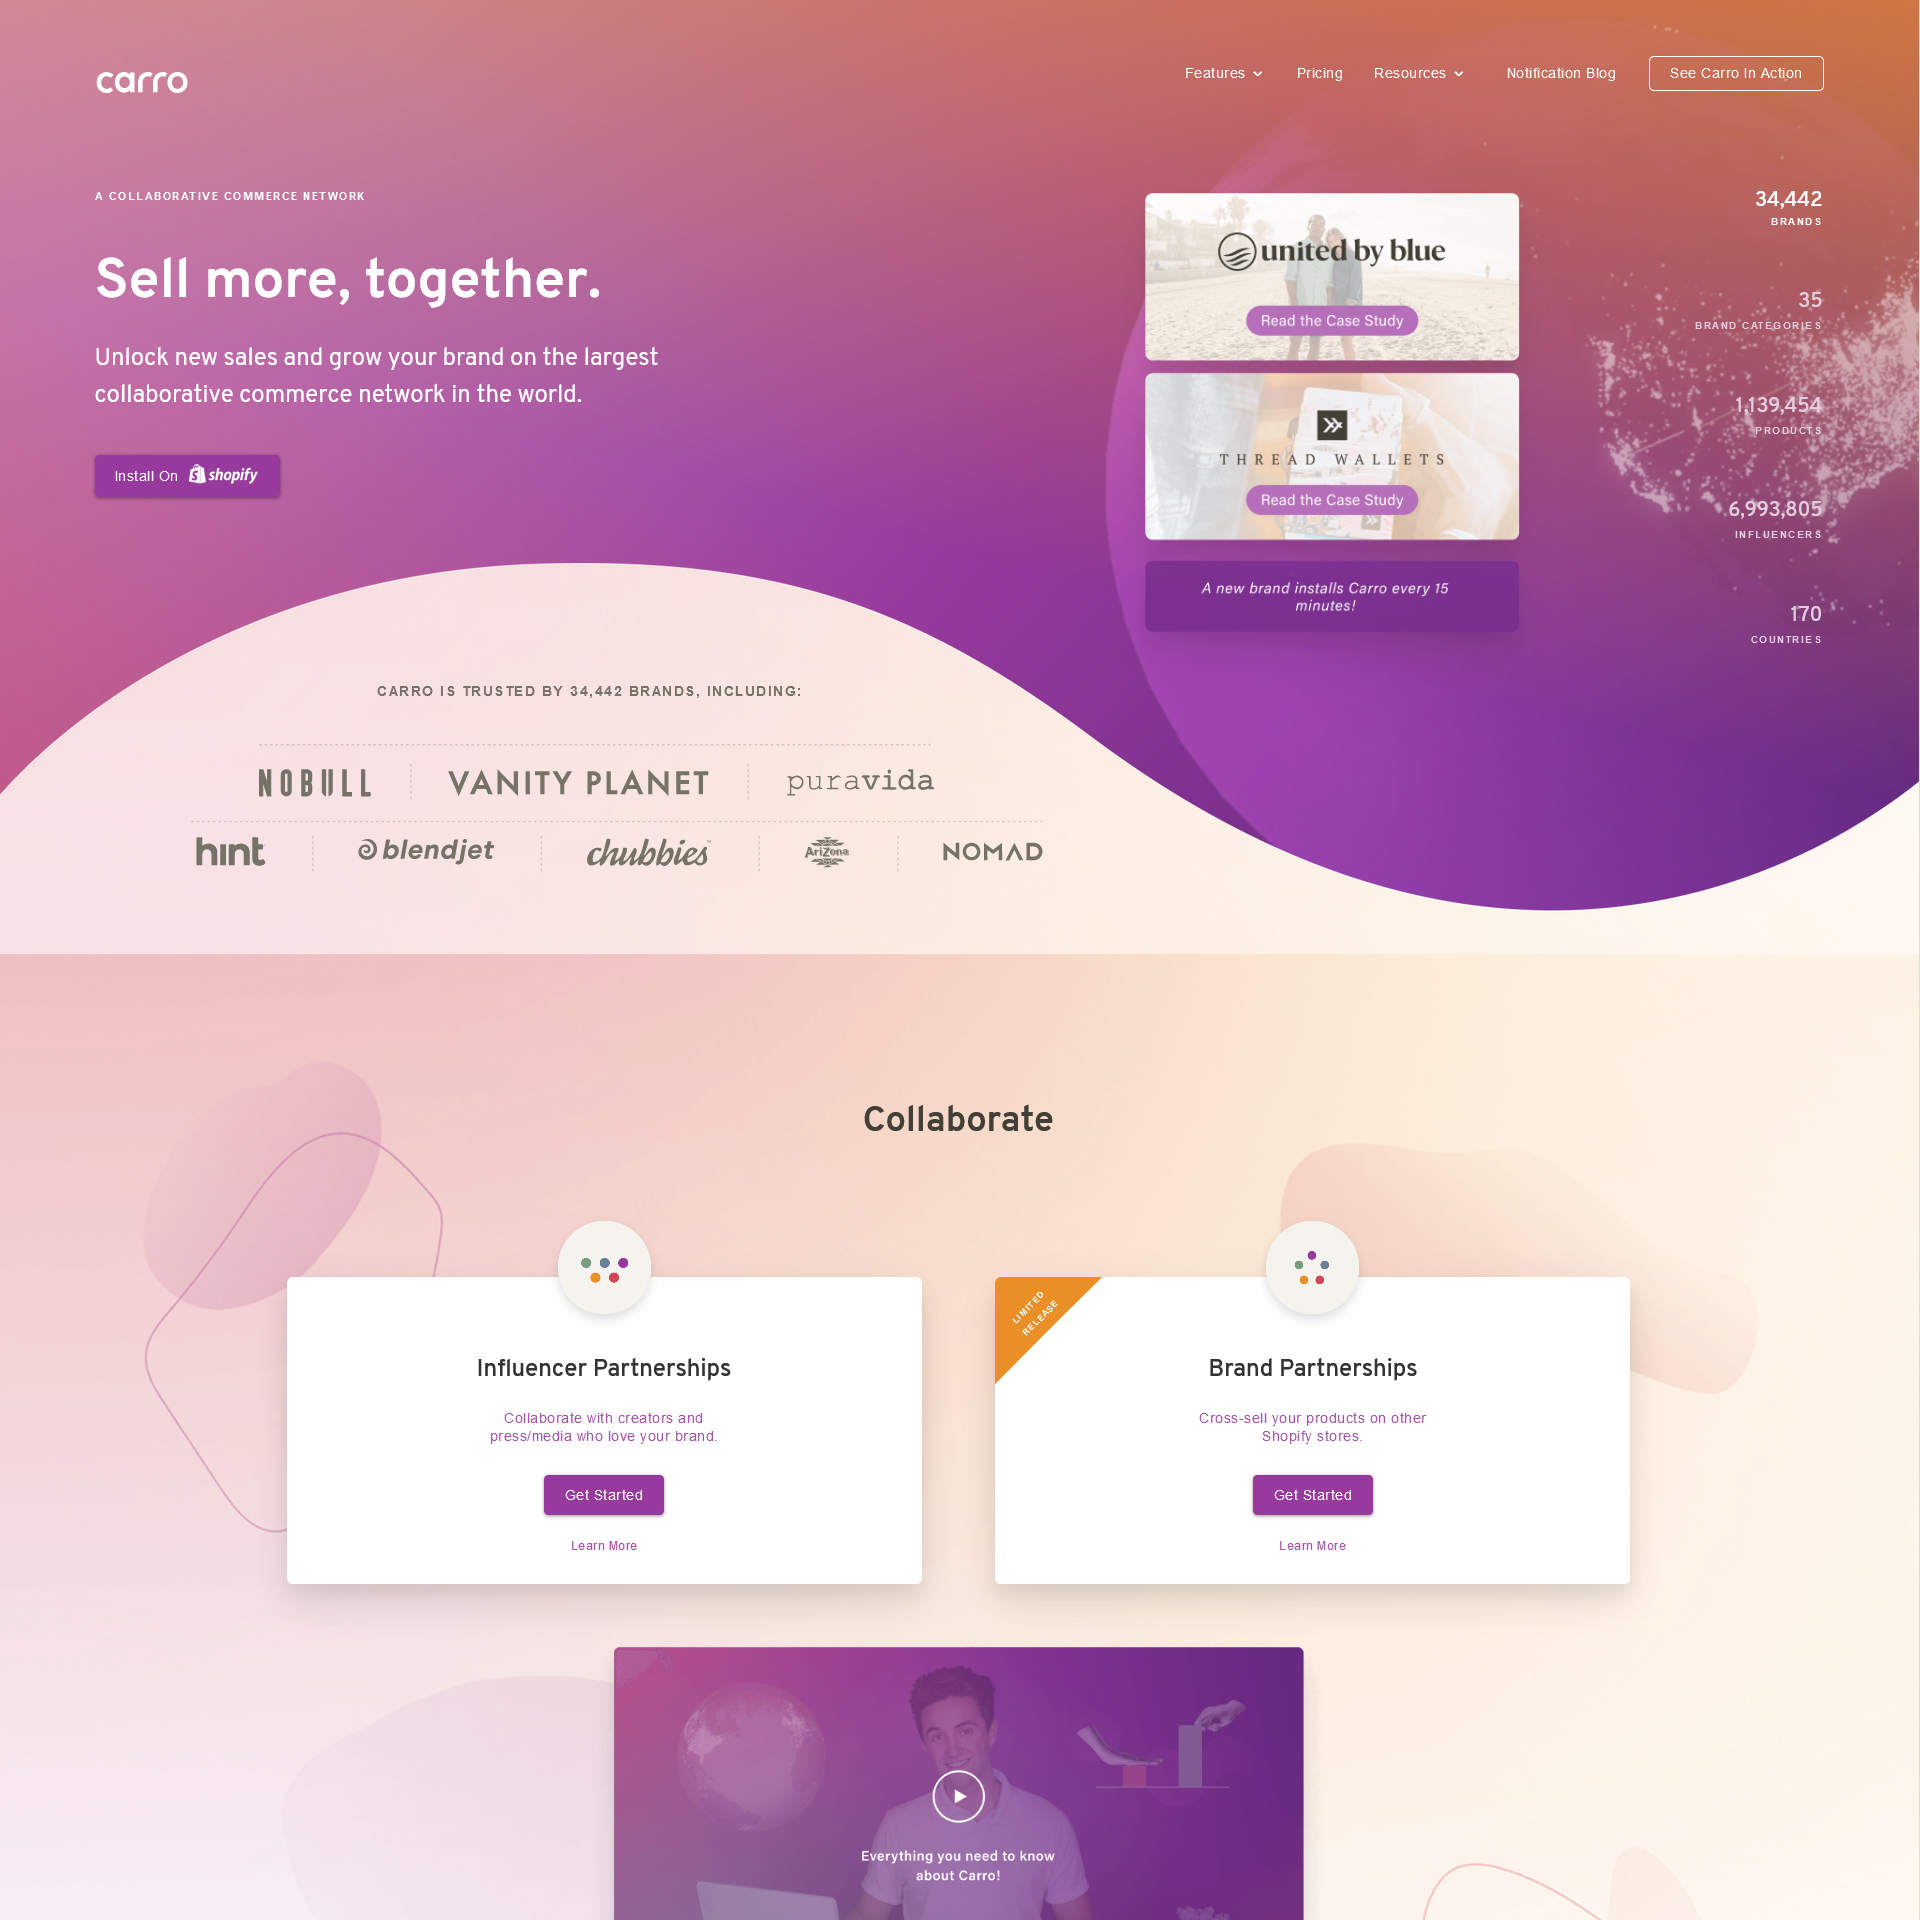 carro
Features
Pricing
Resources
Notification Blog
See Carro In Action
A COLLABORATIVE COMMERCE NETWORK
Sell more, together.
Unlock new sales and grow your brand on the largest
collaborative commerce network in the world.
Install On shopify
united by blue
Read the Case Study
THREAD WALLETS
Read the Case Study
A new brand installs Carro every 15
minutes!
34,442
BRANDS
35
BRAND CATEGORIES
1,139,454
PRODUCTS
6,993,805
INFLUENCERS
170
COUNTRIES
CARRO IS TRUSTED BY 34,442 BRANDS, INCLUDING:
NOBULL
VANITY PLANET
puravida
hint
blendjet
chubbies
AriZona
NOMAD
Collaborate
Influencer Partnerships
Collaborate with creators and
press/media who love your brand.
Get Started
Learn More
LIMITED
RELEASE
Brand Partnerships
Cross-sell your products on other
Shopify stores.
Get Started
Learn More
Everything you need to know
about Carro!